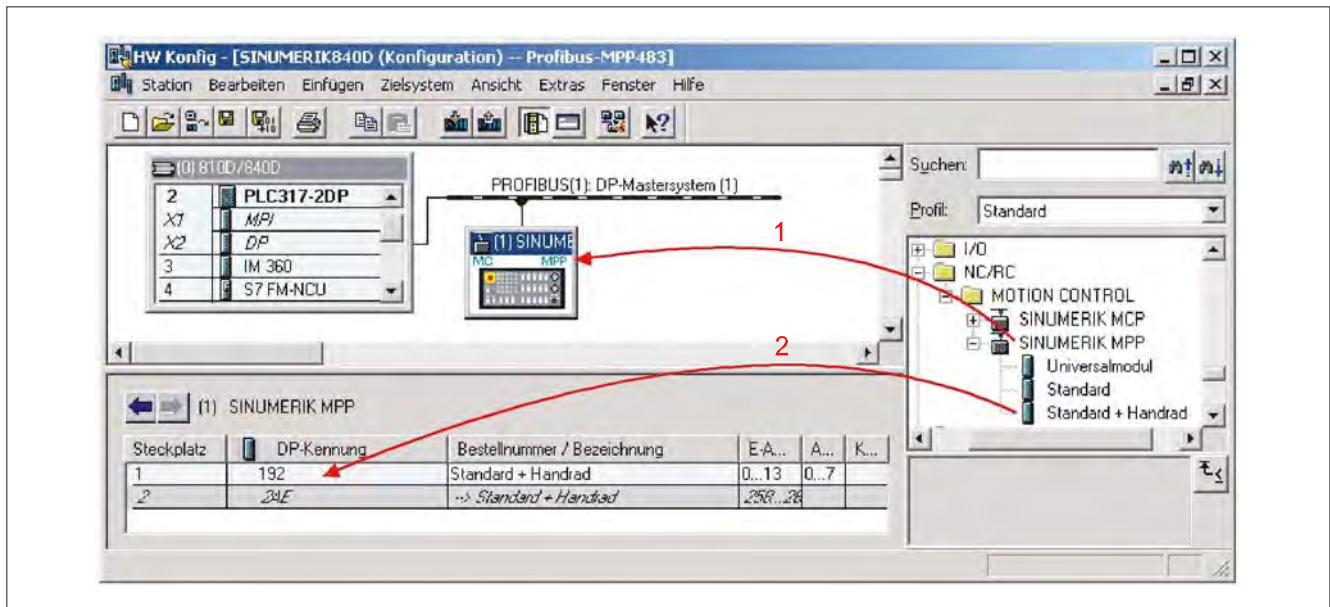 HW Konfig - [SINUMERIK840D (Konfiguration) -- Profibus-MPP483]
Station Bearbeiten Einfügen Zielsystem Ansicht Extras Fenster Hilfe
(0) 810D/840D
2 PLC317-2DP
X1 MPI
X2 DP
3 IM 360
4 S7 FM-NCU
PROFIBUS(1): DP-Mastersystem (1)
(1) SINUME
MC MPP
1
2
Suchen:
Profil: Standard
I/O
NC/RC
MOTION CONTROL
SINUMERIK MCP
SINUMERIK MPP
Universalmodul
Standard
Standard + Handrad
(1) SINUMERIK MPP
Steckplatz DP-Kennung Bestellnummer / Bezeichnung E-A... A... K...
1 192 Standard + Handrad 0...13 0...7
2 2AE --> Standard + Handrad 258...26